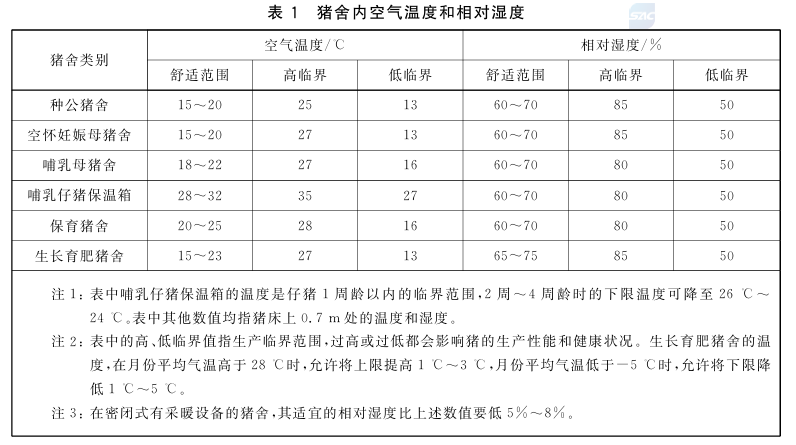 表 1 猪舍内空气温度和相对湿度
SAC
猪舍类别 空气温度/℃ 相对湿度/%
舒适范围 高临界 低临界 舒适范围 高临界 低临界
种公猪舍 15～20 25 13 60～70 85 50
空怀妊娠母猪舍 15～20 27 13 60～70 85 50
哺乳母猪舍 18～22 27 16 60～70 80 50
哺乳仔猪保温箱 28～32 35 27 60～70 80 50
保育猪舍 20～25 28 16 60～70 80 50
生长育肥猪舍 15～23 27 13 65～75 85 50
注 1：表中哺乳仔猪保温箱的温度是仔猪 1 周龄以内的临界范围，2 周～4 周龄时的下限温度可降至 26 ℃～
24 ℃。表中其他数值均指猪床上 0.7 m 处的温度和湿度。
注 2：表中的高、低临界值指生产临界范围，过高或过低都会影响猪的生产性能和健康状况。生长育肥猪舍的温
度，在月份平均气温高于 28 ℃时，允许将上限提高 1 ℃～3 ℃，月份平均气温低于－5 ℃时，允许将下限降
低 1 ℃～5 ℃。
注 3：在密闭式有采暖设备的猪舍，其适宜的相对湿度比上述数值要低 5%～8%。